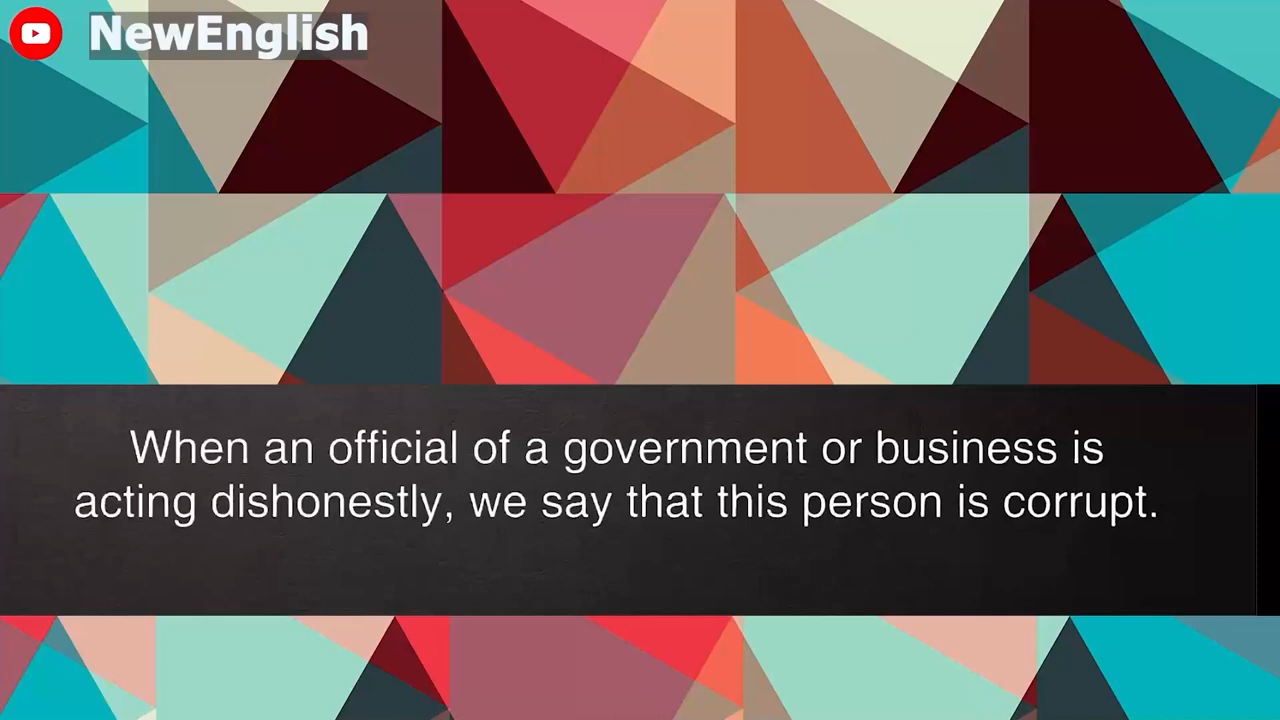 NewEnglish
When an official of a government or business is
acting dishonestly, we say that this person is corrupt.